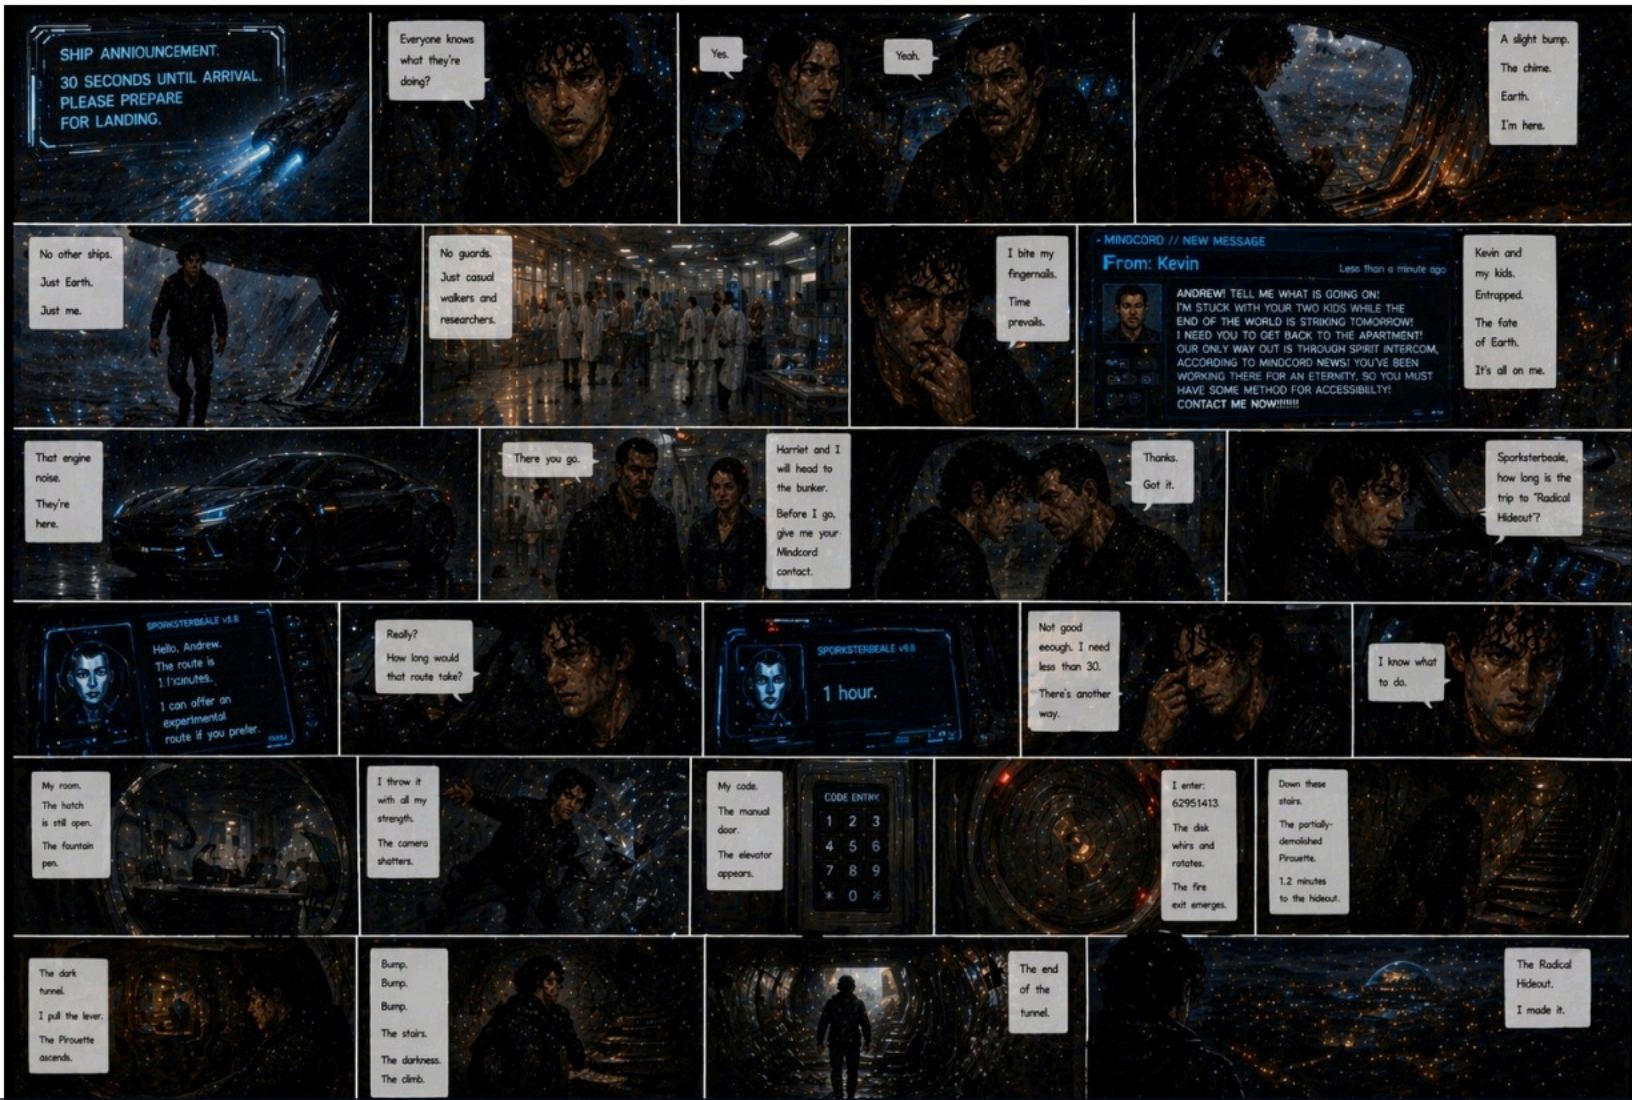 SHIP ANNOUNCEMENT.
30 SECONDS UNTIL ARRIVAL.
PLEASE PREPARE
FOR LANDING.
Everyone knows
what they're
doing?
Yes.
Yeah.
A slight bump.
The chime.
Earth.
I'm here.
No other ships.
Just Earth.
Just me.
No guards.
Just casual
walkers and
researchers.
I bite my
fingernails.
Time
prevails.
- MINDCORD // NEW MESSAGE
From: Kevin
Less than a minute ago
ANDREW! TELL ME WHAT IS GOING ON!
I'M STUCK WITH YOUR TWO KIDS WHILE THE
END OF THE WORLD IS STRIKING TOMORROW!
I NEED YOU TO GET BACK TO THE APARTMENT!
OUR ONLY WAY OUT IS THROUGH SPIRIT INTERCOM,
ACCORDING TO MINDCORD NEWS! YOU'VE BEEN
WORKING THERE FOR AN ETERNITY, SO YOU MUST
HAVE SOME METHOD FOR ACCESSIBILTY!
CONTACT ME NOW!!!!!!!
Kevin and
my kids.
Entrapped.
The fate
of Earth.
It's all on me.
That engine
noise.
They're
here.
There you go.
Harriet and I
will head to
the bunker.
Before I go,
give me your
Mindcord
contact.
Thanks.
Got it.
Sporksterbeale,
how long is the
trip to "Radical
Hideout"?
SPORKSTERBEALE
Hello, Andrew.
The route is
I can offer an
experimental
route if you prefer.
Really?
How long would
that route take?
SPORKSTERBEALE v9.8
1 hour.
Not good
eeough. I need
less than 30.
There's another
way.
I know what
to do.
My room.
The hatch
is still open.
The fountain
pen.
I throw it
with all my
strength.
The camera
shatters.
My code.
The manual
door.
The elevator
appears.
CODE ENTRY
1 2 3
4 5 6
7 8 9
* 0
I enter:
62951413.
The disk
whirs and
rotates.
The fire
exit emerges.
Down these
stairs.
The partially-
demolished
Pirouette.
1.2 minutes
to the hideout.
The dark
tunnel.
I pull the lever.
The Pirouette
ascends.
Bump.
Bump.
Bump.
The stairs.
The darkness.
The climb.
The end
of the
tunnel.
The Radical
Hideout.
I made it.